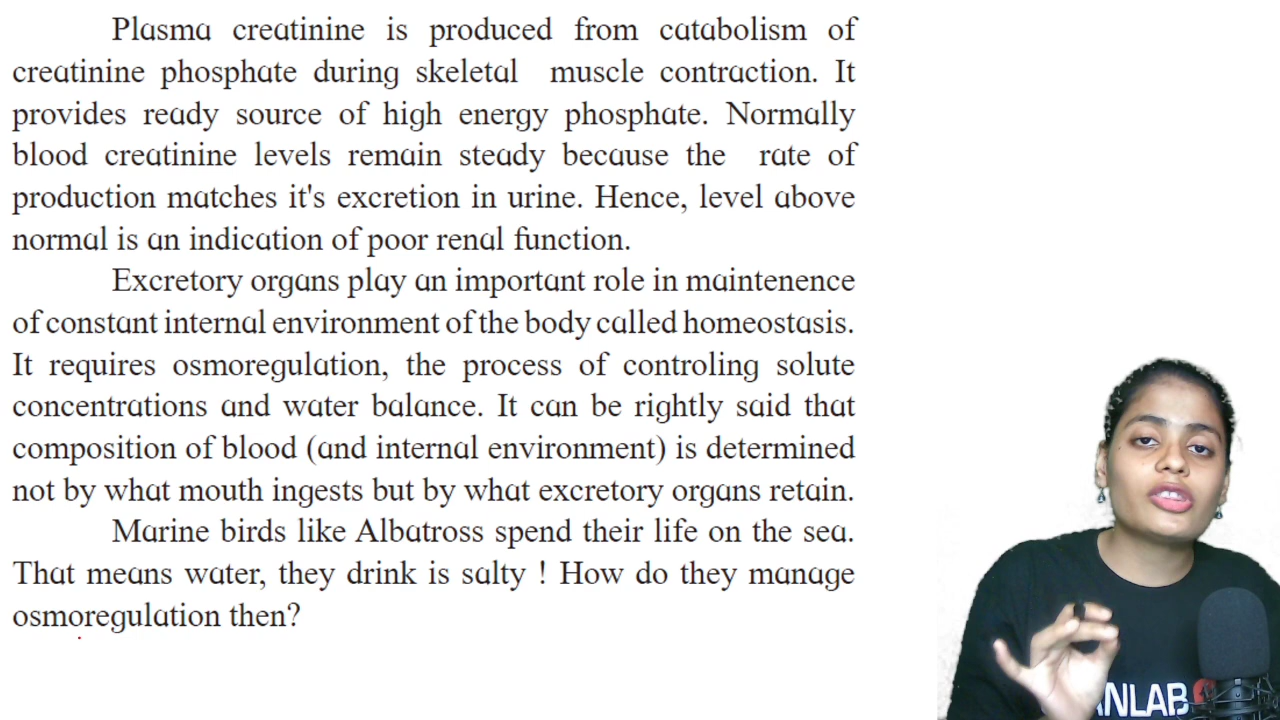 Plasma creatinine is produced from catabolism of
creatinine phosphate during skeletal muscle contraction. It
provides ready source of high energy phosphate. Normally
blood creatinine levels remain steady because the rate of
production matches it's excretion in urine. Hence, level above
normal is an indication of poor renal function.
Excretory organs play an important role in maintenence
of constant internal environment of the body called homeostasis.
It requires osmoregulation, the process of controling solute
concentrations and water balance. It can be rightly said that
composition of blood (and internal environment) is determined
not by what mouth ingests but by what excretory organs retain.
Marine birds like Albatross spend their life on the sea.
That means water, they drink is salty ! How do they manage
osmoregulation then?